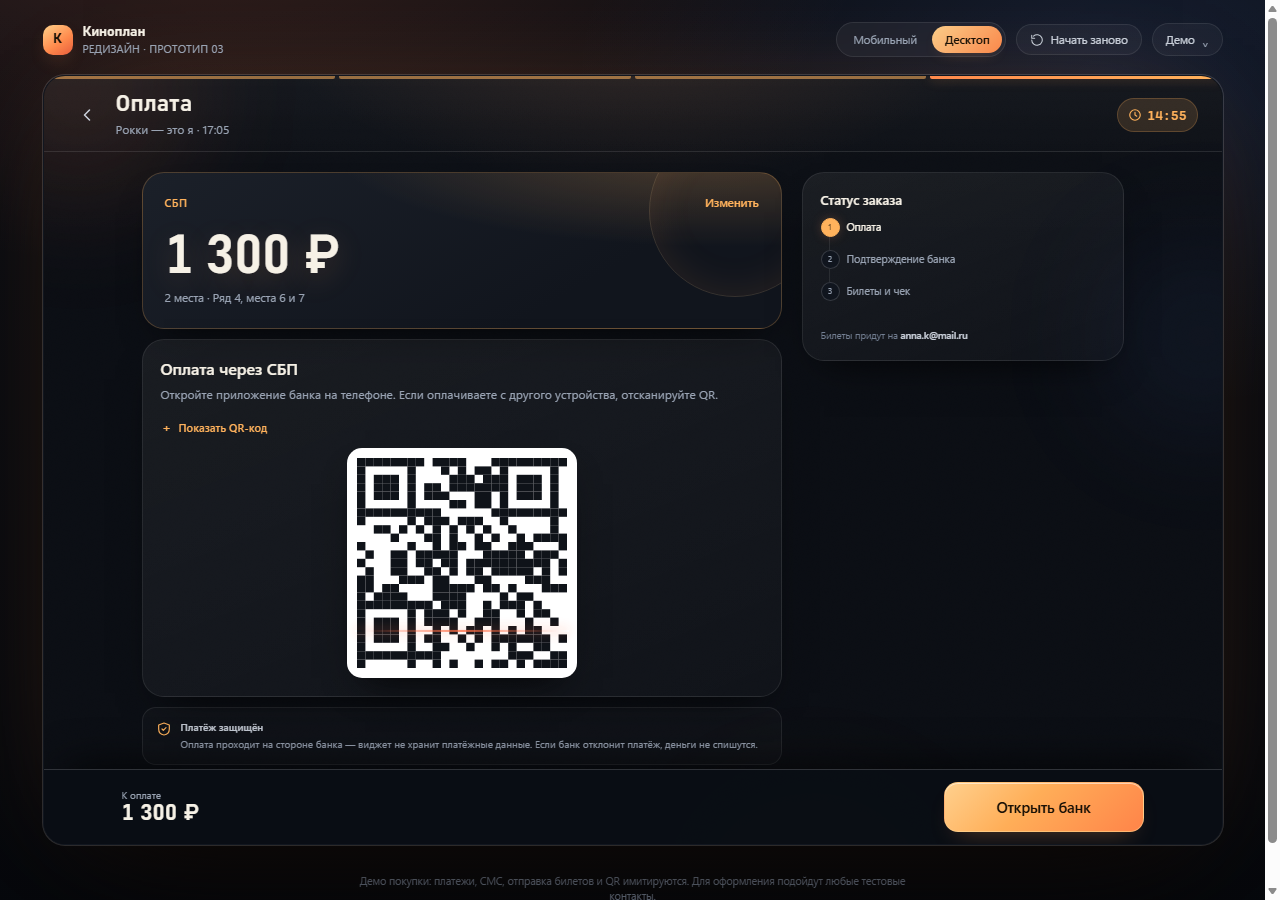 К
Киноплан
РЕДИЗАЙН · ПРОТОТИП 03
Мобильный
Десктоп
Начать заново
Демо
Оплата
Рокки — это я · 17:05
14:55
СБП
Изменить
1 300 ₽
2 места · Ряд 4, места 6 и 7
Статус заказа
1 Оплата
2 Подтверждение банка
3 Билеты и чек
Билеты придут на anna.k@mail.ru
Оплата через СБП
Откройте приложение банка на телефоне. Если оплачиваете с другого устройства, отсканируйте QR.
+ Показать QR-код
Платёж защищён
Оплата проходит на стороне банка — виджет не хранит платёжные данные. Если банк отклонит платёж, деньги не спишутся.
К оплате
1 300 ₽
Открыть банк
Демо покупки: платежи, СМС, отправка билетов и QR имитируются. Для оформления подойдут любые тестовые
контакты.